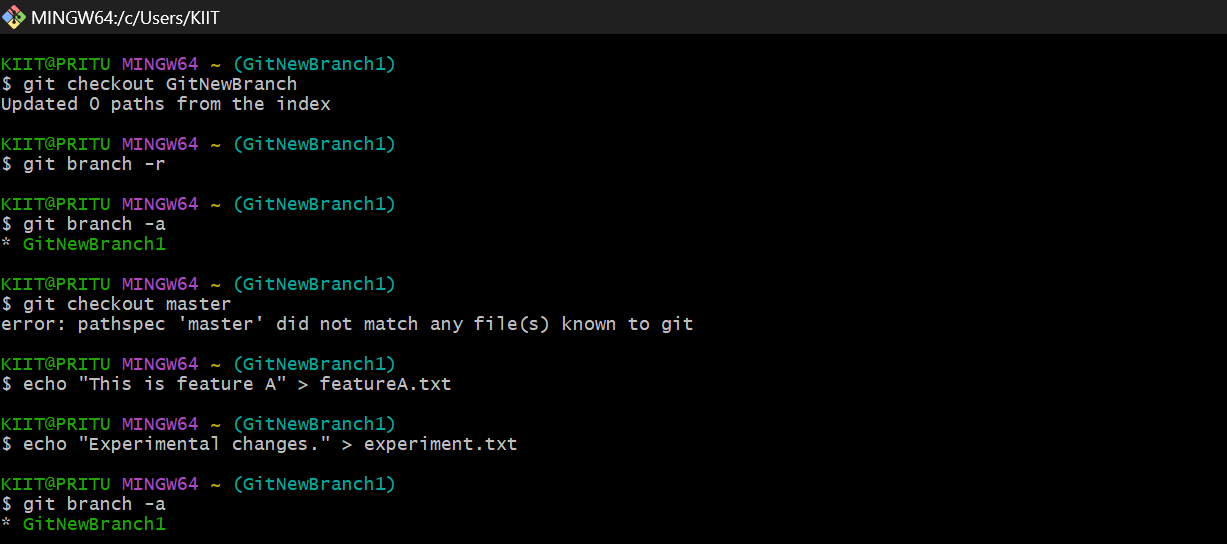 MINGW64:/c/Users/KIIT
KIIT@PRITU MINGW64 ~ (GitNewBranch1)
$ git checkout GitNewBranch
Updated 0 paths from the index
KIIT@PRITU MINGW64 ~ (GitNewBranch1)
$ git branch -r
KIIT@PRITU MINGW64 ~ (GitNewBranch1)
$ git branch -a
* GitNewBranch1
KIIT@PRITU MINGW64 ~ (GitNewBranch1)
$ git checkout master
error: pathspec 'master' did not match any file(s) known to git
KIIT@PRITU MINGW64 ~ (GitNewBranch1)
$ echo "This is feature A" > featureA.txt
KIIT@PRITU MINGW64 ~ (GitNewBranch1)
$ echo "Experimental changes." > experiment.txt
KIIT@PRITU MINGW64 ~ (GitNewBranch1)
$ git branch -a
* GitNewBranch1